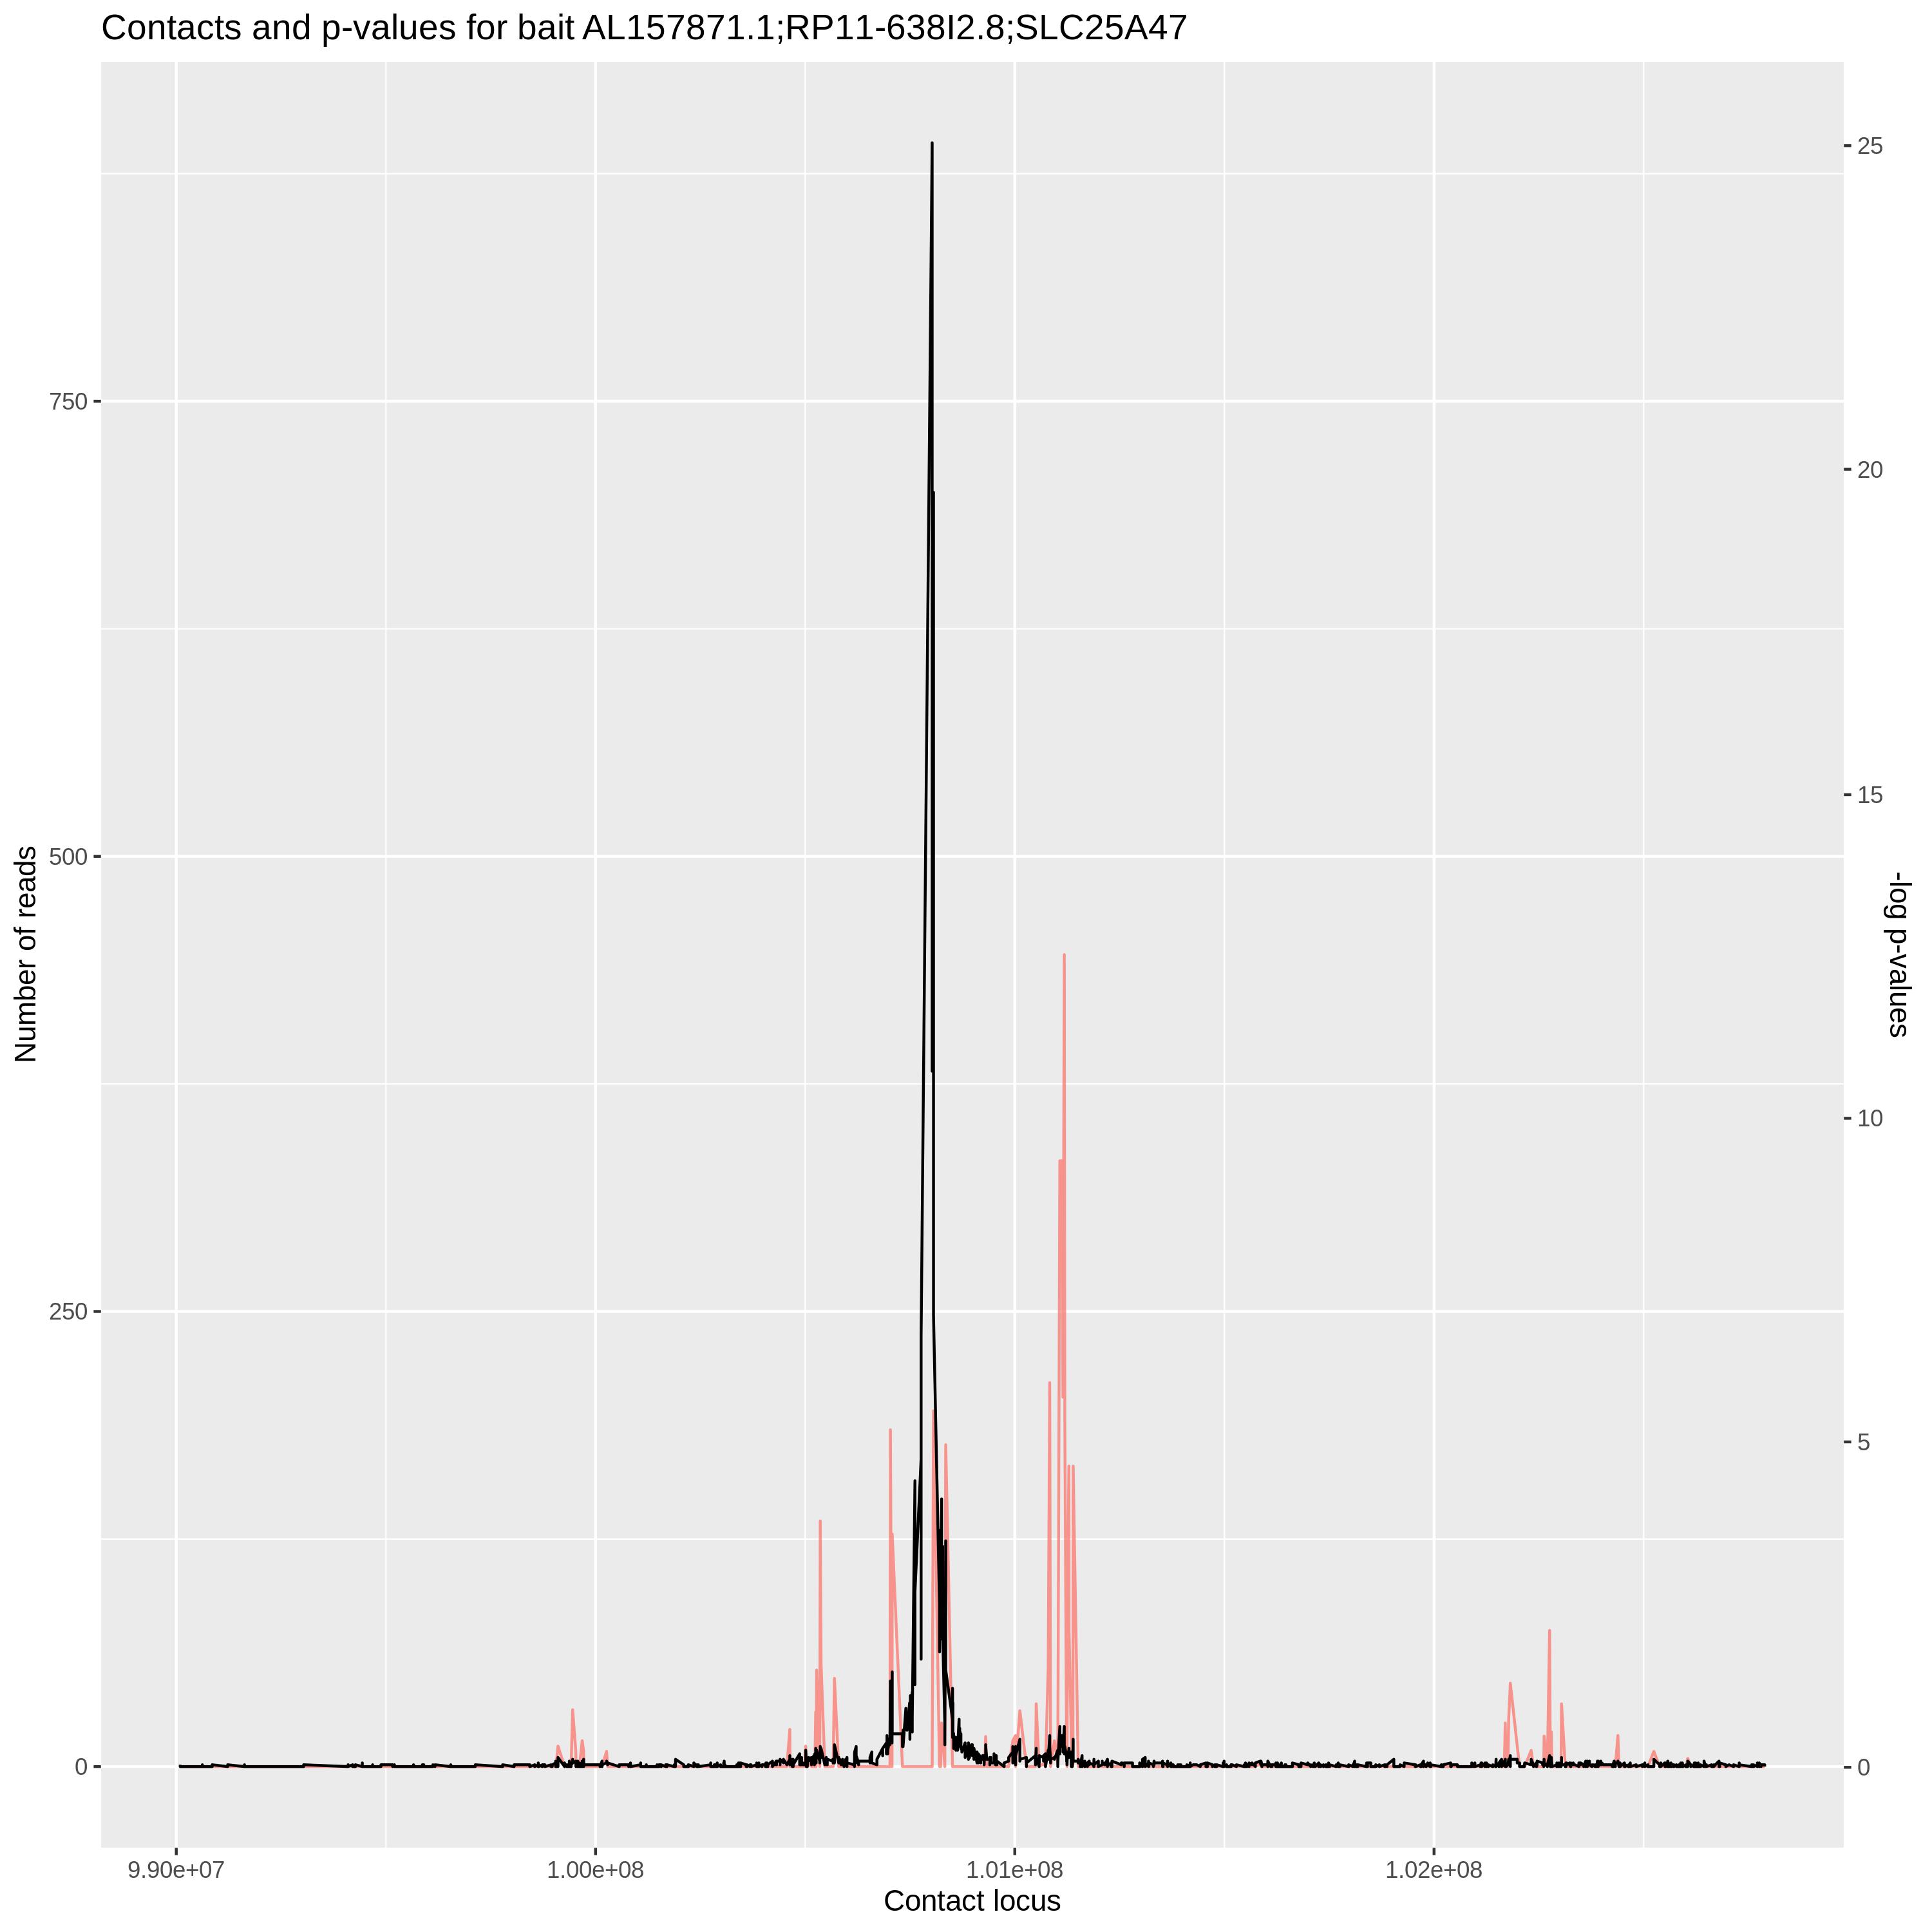 Contacts and p-values for bait AL157871.1;RP11-638I2.8;SLC25A47
Number of reads
750
500
250
0
-log p-values
25
20
15
10
5
0
9.90e+07
1.00e+08
1.01e+08
1.02e+08
Contact locus